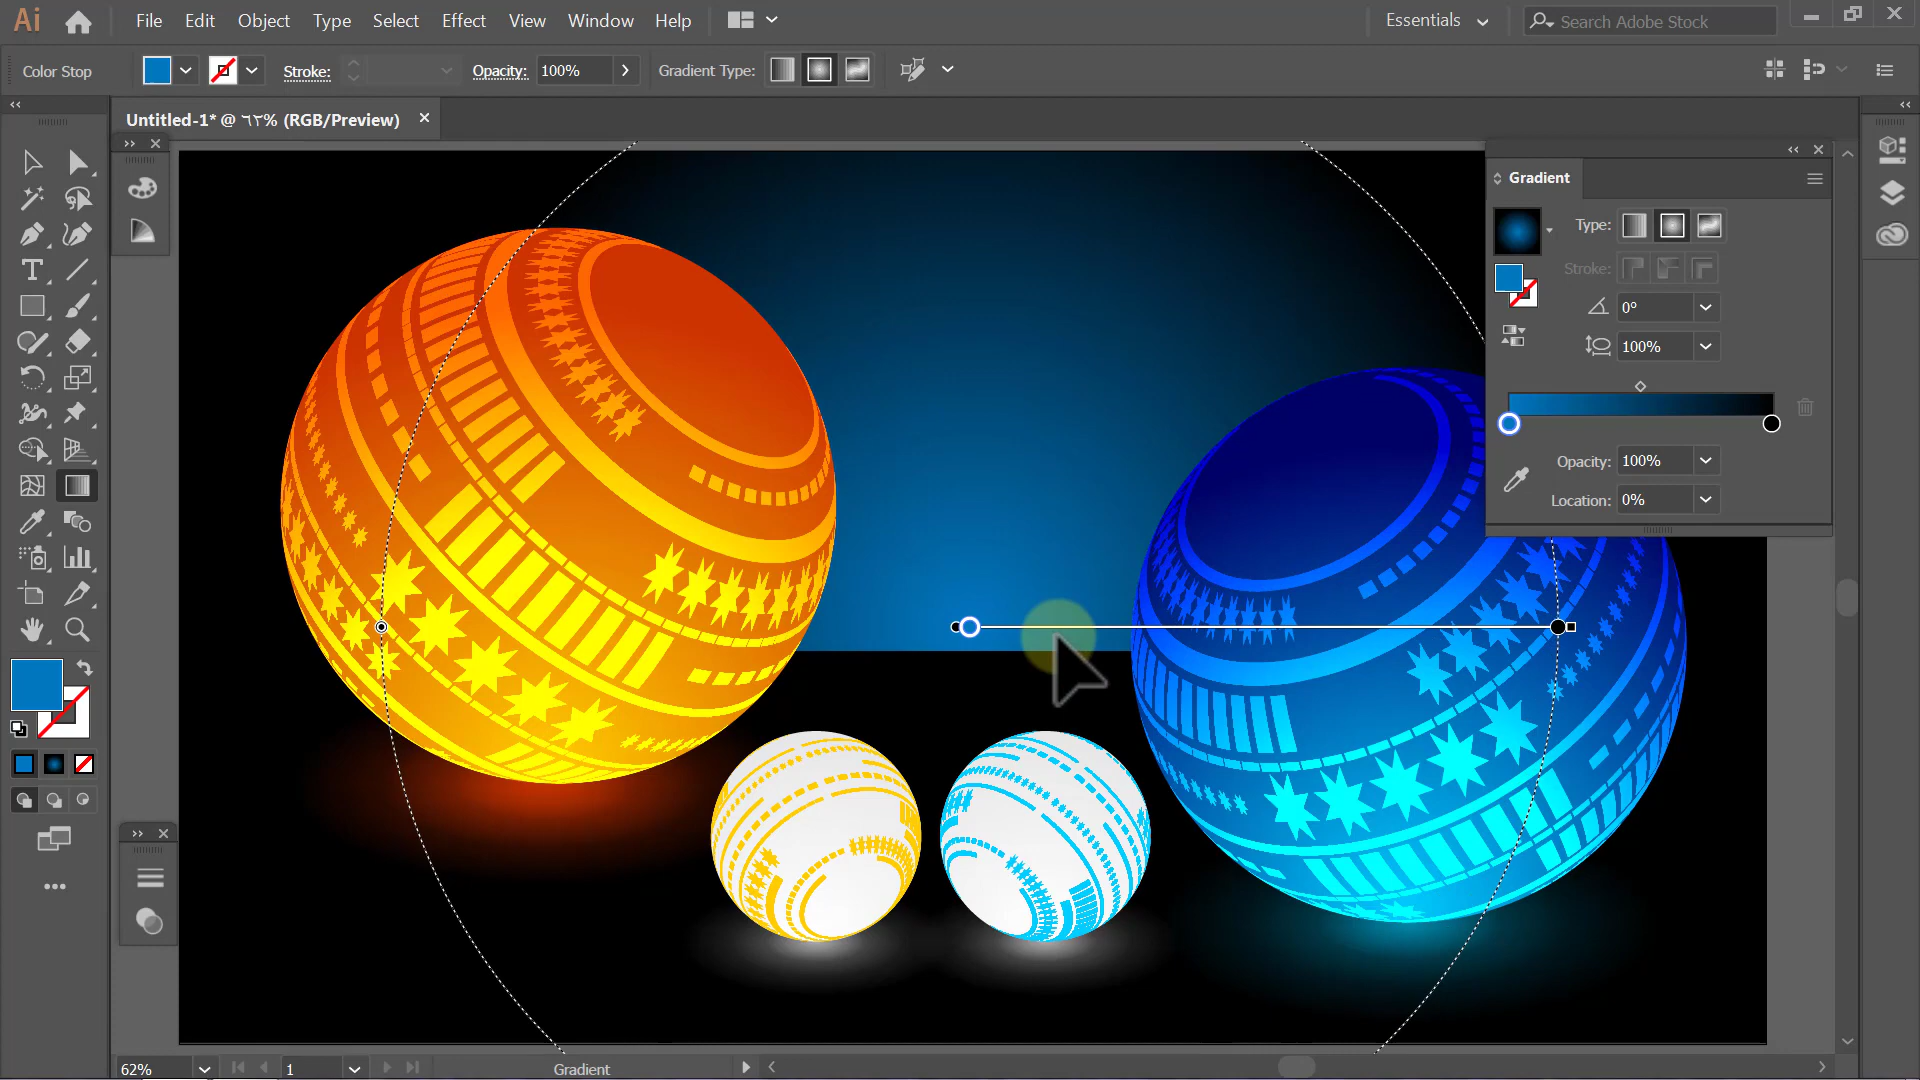 Ai File Edit Object Type Select Effect View Window Help Essentials Search Adobe Stock
Color Stop Stroke: Opacity: 100% Gradient Type:
Untitled-1* @ ٦٢% (RGB/Preview)
Gradient
Type:
Stroke:
0°
100%
Opacity: 100%
Location: 0%
62% 1 Gradient